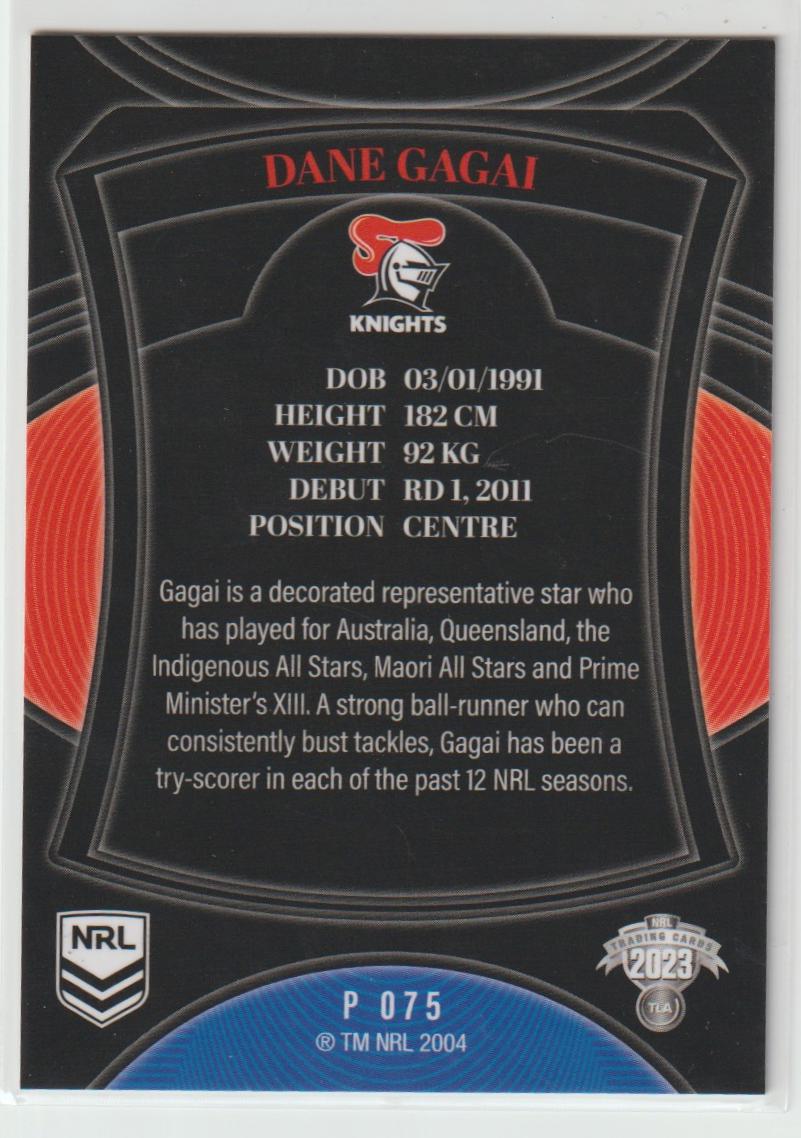 DANE GAGAI
KNIGHTS
DOB 03/01/1991
HEIGHT 182 CM
WEIGHT 92 KG
DEBUT RD 1, 2011
POSITION CENTRE
Gagai is a decorated representative star who
has played for Australia, Queensland, the
Indigenous All Stars, Maori All Stars and Prime
Minister's XIII. A strong ball-runner who can
consistently bust tackles, Gagai has been a
try-scorer in each of the past 12 NRL seasons.
NRL
NRL
TRADING CARDS
2023
TLA
P 075
® TM NRL 2004